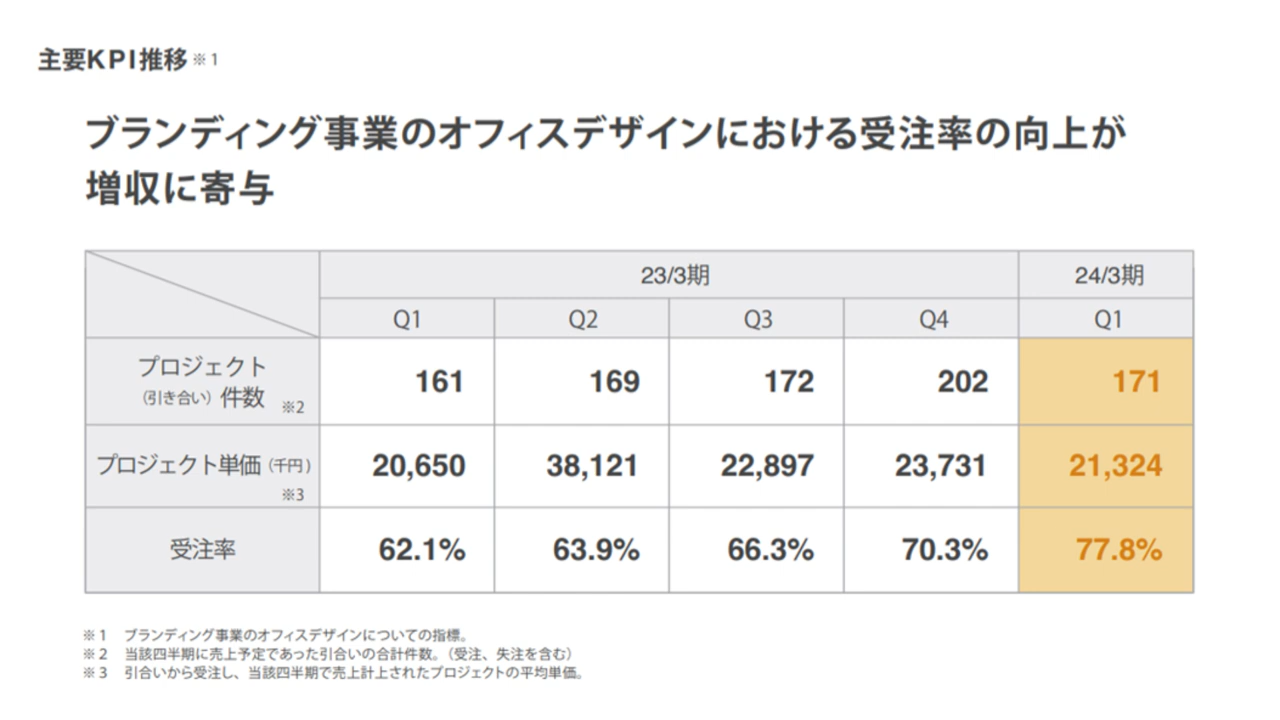 主要KPI推移※1
ブランディング事業のオフィスデザインにおける受注率の向上が
増収に寄与
23/3期 24/3期
Q1 Q2 Q3 Q4 Q1
プロジェクト
（引き合い）件数 ※2 161 169 172 202 171
プロジェクト単価（千円）
※3 20,650 38,121 22,897 23,731 21,324
受注率 62.1% 63.9% 66.3% 70.3% 77.8%
※1 ブランディング事業のオフィスデザインについての指標。
※2 当該四半期に売上予定であった引合いの合計件数。（受注、失注を含む）
※3 引合いから受注し、当該四半期で売上計上されたプロジェクトの平均単価。